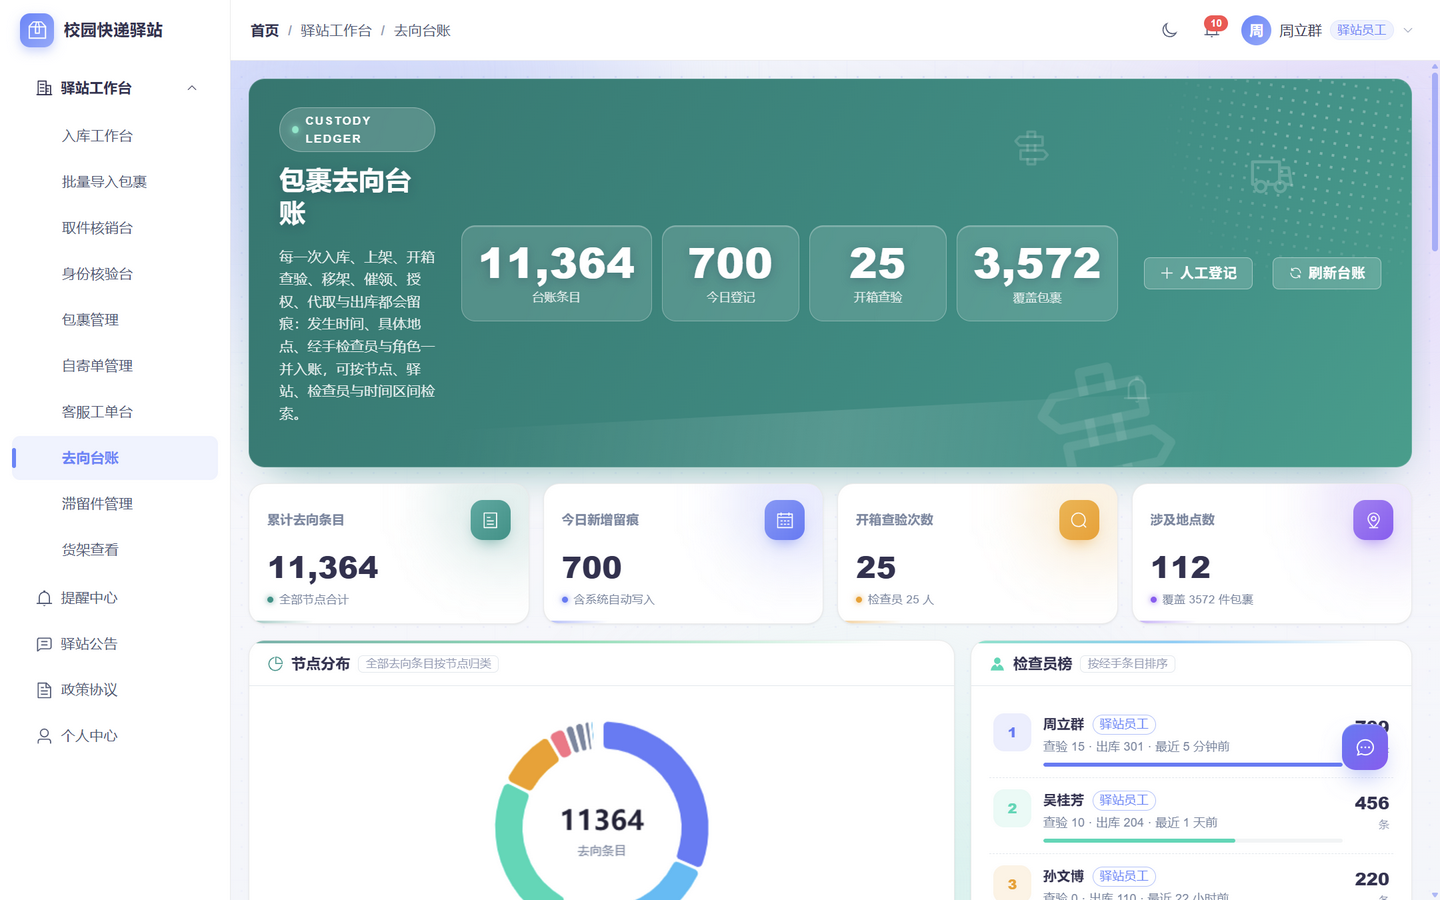 校园快递驿站
首页 / 驿站工作台 / 去向台账
10
周
周立群
驿站员工
驿站工作台
入库工作台
批量导入包裹
取件核销台
身份核验台
包裹管理
自寄单管理
客服工单台
去向台账
滞留件管理
货架查看
提醒中心
驿站公告
政策协议
个人中心
CUSTODY
LEDGER
包裹去向台
账
每一次入库、上架、开箱
查验、移架、催领、授
权、代取与出库都会留
痕：发生时间、具体地
点、经手检查员与角色一
并入账，可按节点、驿
站、检查员与时间区间检
索。
11,364
台账条目
700
今日登记
25
开箱查验
3,572
覆盖包裹
人工登记
刷新台账
累计去向条目
11,364
全部节点合计
今日新增留痕
700
含系统自动写入
开箱查验次数
25
检查员 25 人
涉及地点数
112
覆盖 3572 件包裹
节点分布
全部去向条目按节点归类
11364
去向条目
检查员榜
按经手条目排序
1
周立群
驿站员工
查验 15 · 出库 301 · 最近 5 分钟前
2
吴桂芳
驿站员工
查验 10 · 出库 204 · 最近 1 天前
456
条
3
孙文博
驿站员工
查验 0 · 出库 110 · 最近 22 小时前
220